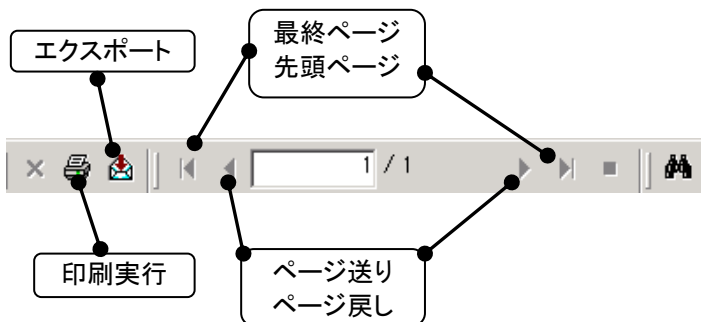 最終ページ
先頭ページ
エクスポート
1 / 1
印刷実行
ページ送り
ページ戻し